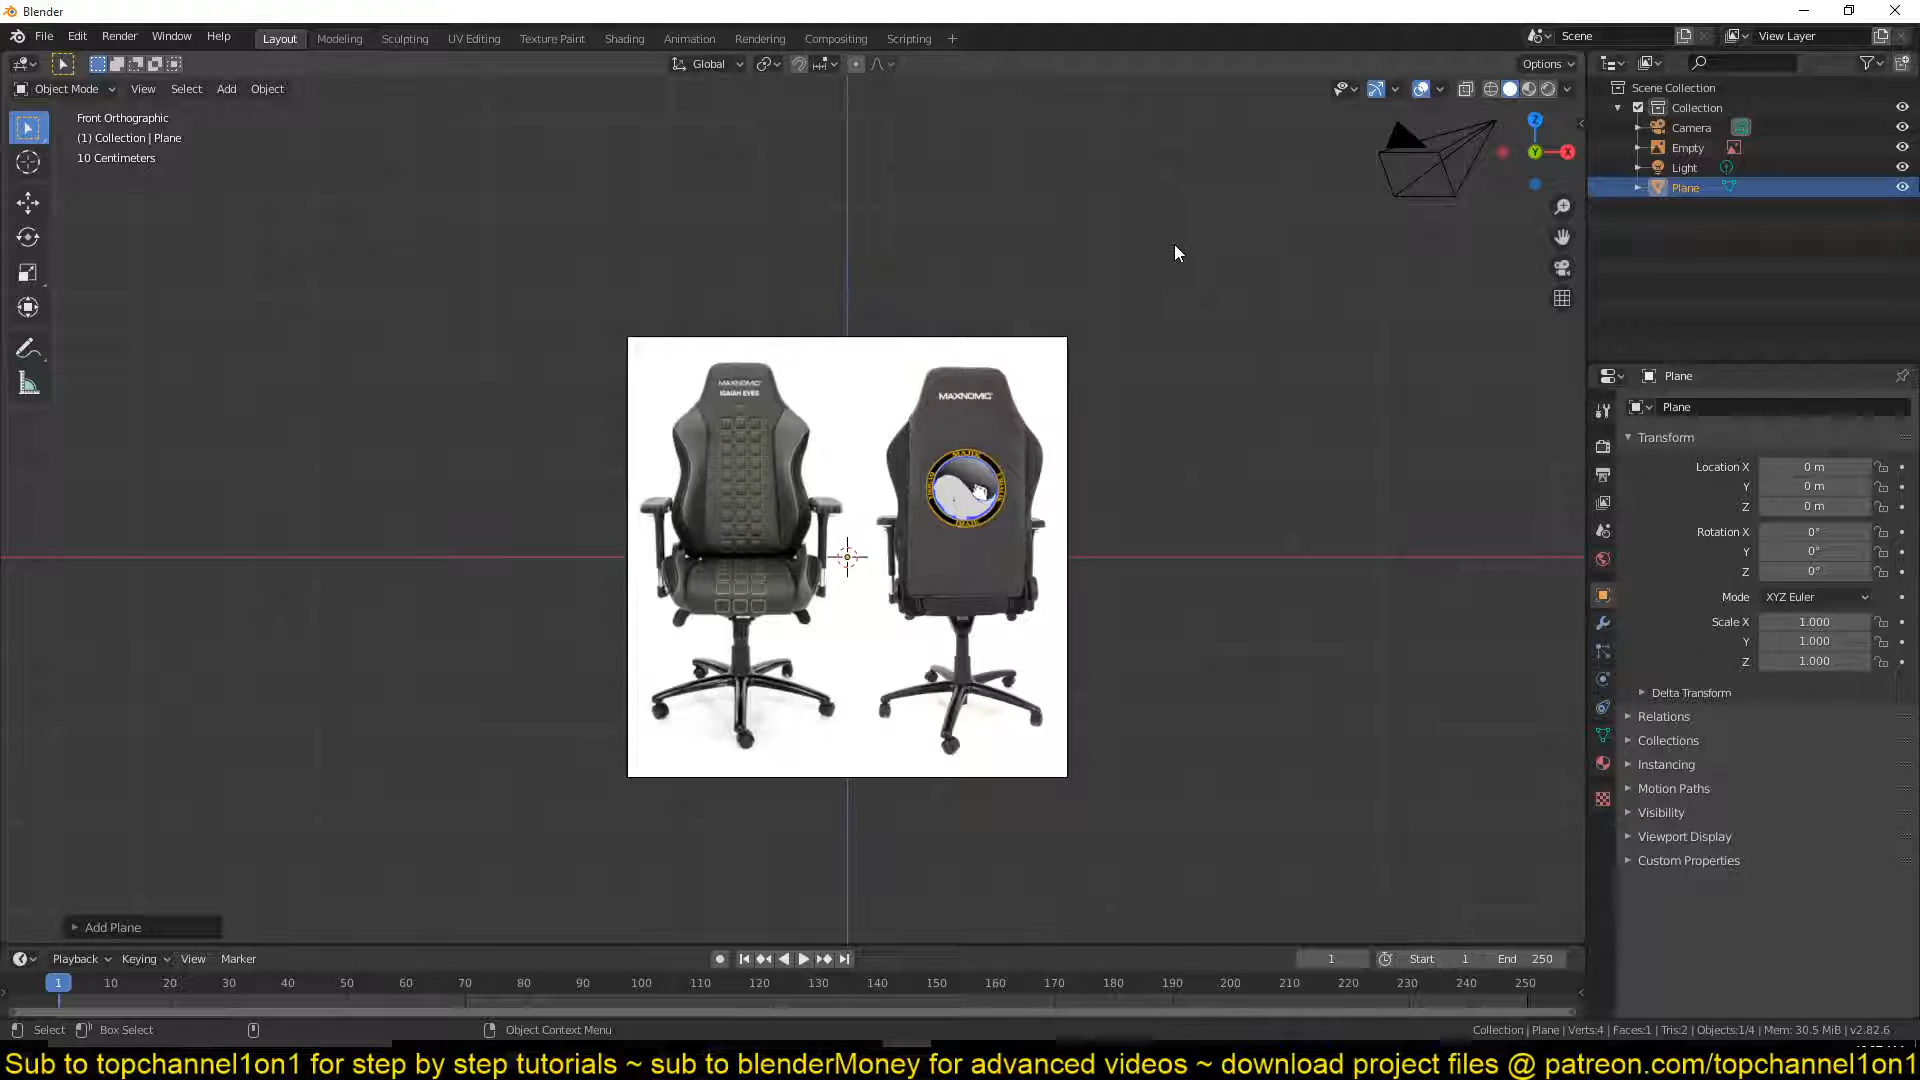 Blender
File Edit Render Window Help Layout Modeling Sculpting UV Editing Texture Paint Shading Animation Rendering Compositing Scripting + Scene View Layer
Global Options
Object Mode View Select Add Object
Front Orthographic
(1) Collection | Plane
10 Centimeters
Z
Y
X
Scene Collection
Collection
Camera
Empty
Light
Plane
MAXNOMIC
ISAIAH EYES
MAXNOMIC
Plane
Plane
Transform
Location X 0 m
Y 0 m
Z 0 m
Rotation X 0°
Y 0°
Z 0°
Mode XYZ Euler
Scale X 1.000
Y 1.000
Z 1.000
Delta Transform
Relations
Collections
Instancing
Motion Paths
Visibility
Viewport Display
Custom Properties
Add Plane
Playback Keying View Marker 1 Start 1 End 250
1 10 20 30 40 50 60 70 80 90 100 110 120 130 140 150 160 170 180 190 200 210 220 230 240 250
Select Box Select Object Context Menu Collection | Plane | Verts:4 | Faces:1 | Tris:2 | Objects:1/4 | Mem: 30.5 MiB | v2.82.6
Sub to topchannel1on1 for step by step tutorials ~ sub to blenderMoney for advanced videos ~ download project files @ patreon.com/topchannel1on1